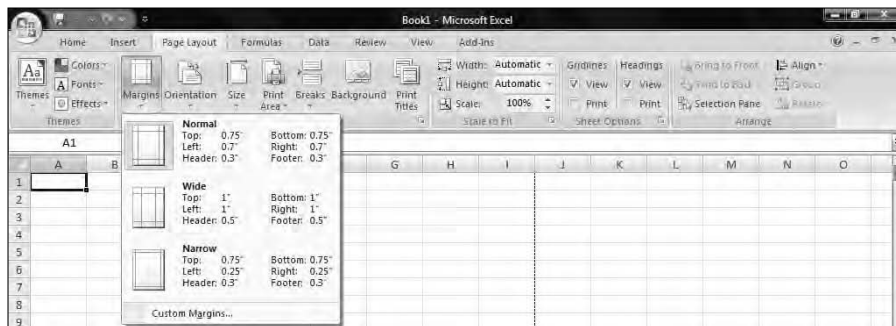 Book1 - Microsoft Excel
Home Insert Page Layout Formulas Data Review View Add-Ins
Themes
Colors
Fonts
Effects
Themes
Margins
Orientation
Size
Print Area
Breaks
Background
Print Titles
Width: Automatic
Height: Automatic
Scale: 100%
Scale to Fit
Gridlines Headings
View View
Print Print
Sheet Options
Bring to Front
Send to Back
Selection Pane
Align
Group
Rotate
Arrange
A1
A B G H I J K L M N O
Normal
Top: 0.75" Bottom: 0.75"
Left: 0.7" Right: 0.7"
Header: 0.3" Footer: 0.3"
Wide
Top: 1" Bottom: 1"
Left: 1" Right: 1"
Header: 0.5" Footer: 0.5"
Narrow
Top: 0.75" Bottom: 0.75"
Left: 0.25" Right: 0.25"
Header: 0.3" Footer: 0.3"
Custom Margins...
1
2
3
4
5
6
7
8
9